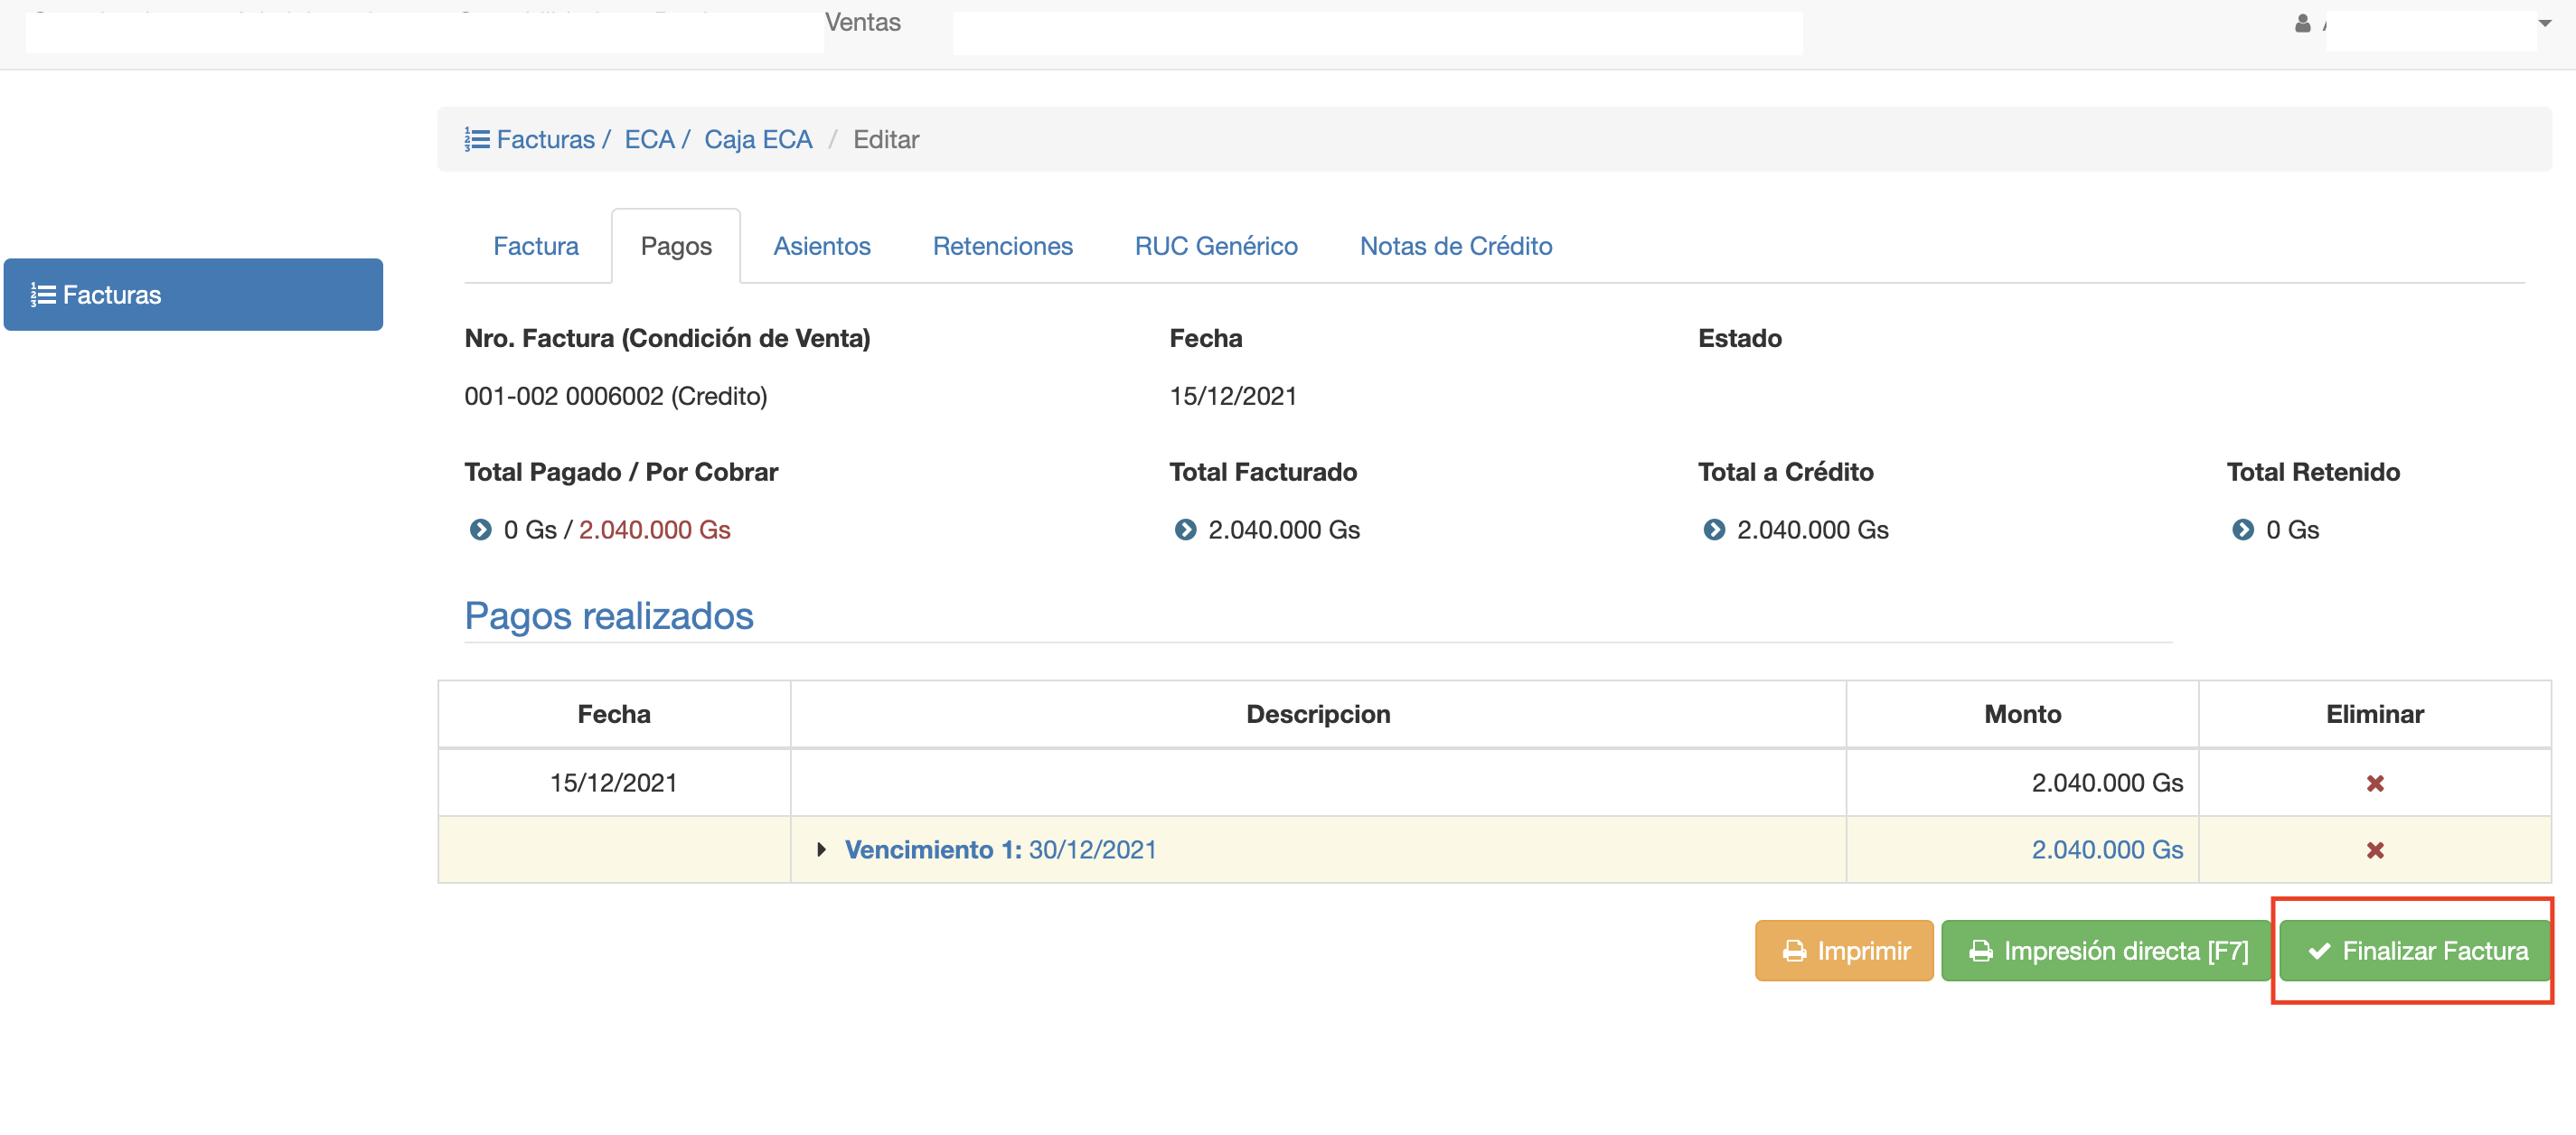 Ventas
Facturas / ECA / Caja ECA / Editar
Facturas
Factura Pagos Asientos Retenciones RUC Genérico Notas de Crédito
Nro. Factura (Condición de Venta) Fecha Estado
001-002 0006002 (Credito) 15/12/2021
Total Pagado / Por Cobrar Total Facturado Total a Crédito Total Retenido
0 Gs / 2.040.000 Gs 2.040.000 Gs 2.040.000 Gs 0 Gs
Pagos realizados
Fecha Descripcion Monto Eliminar
15/12/2021 2.040.000 Gs
Vencimiento 1: 30/12/2021 2.040.000 Gs
Imprimir Impresión directa [F7] Finalizar Factura